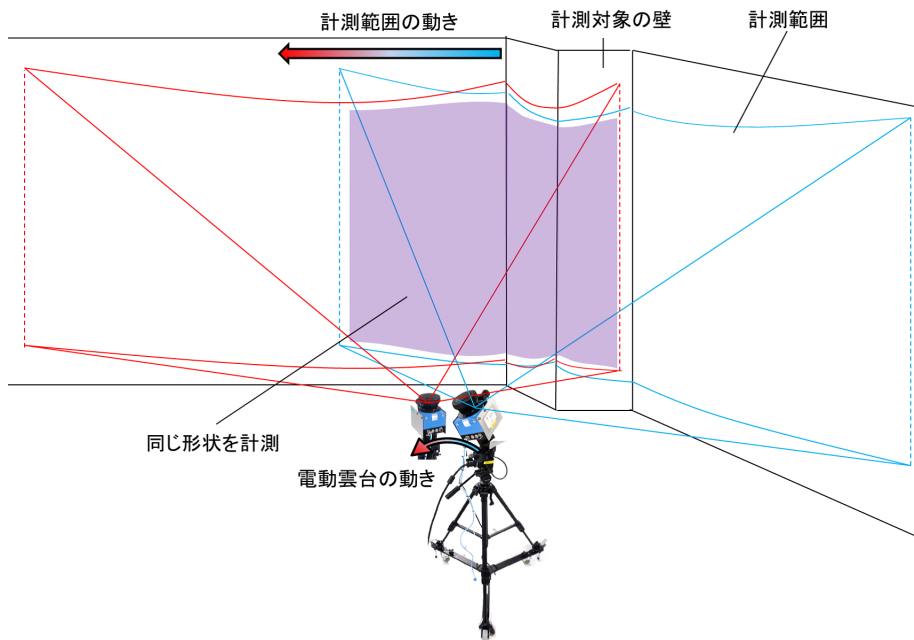 計測範囲の動き
計測対象の壁
計測範囲
同じ形状を計測
電動雲台の動き